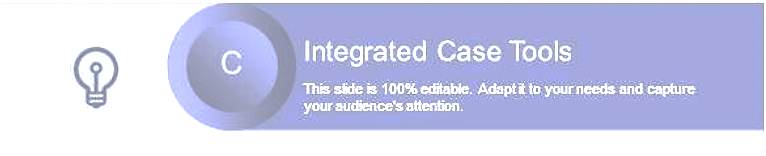 C
Integrated Case Tools
This slide is 100% editable. Adapt it to your needs and capture
your audience's attention.